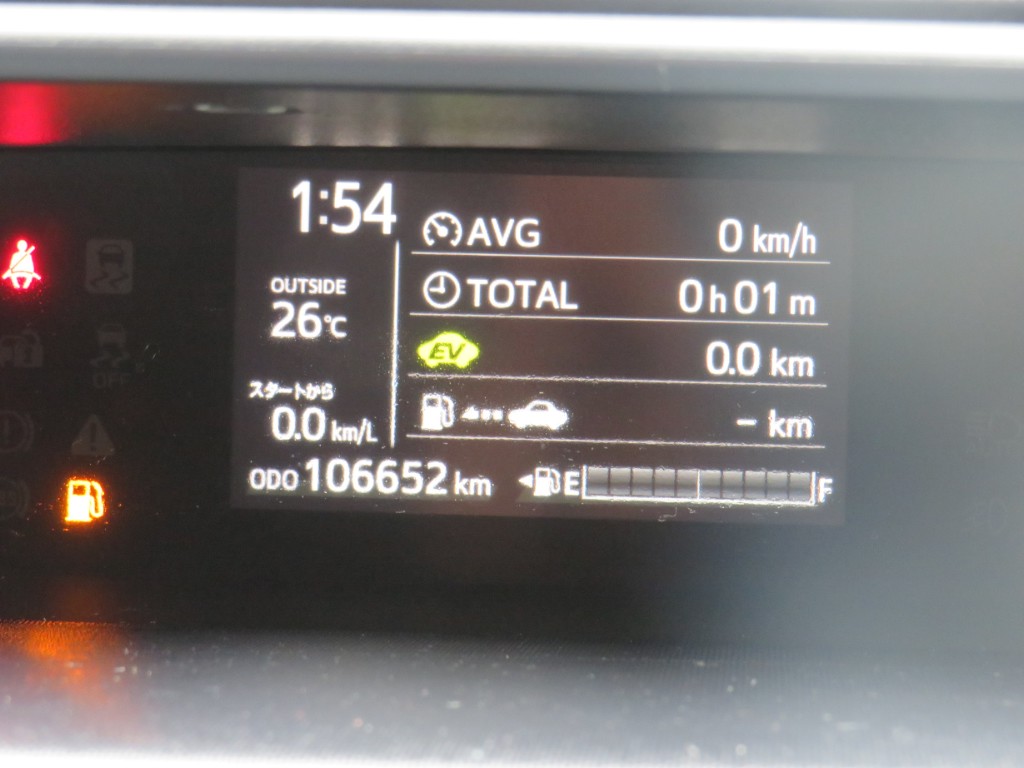 1:54
AVG 0 km/h
OUTSIDE
26℃
TOTAL 0h01m
EV 0.0 km
スタートから
0.0 km/L
- km
ODO 106652 km
E F
OFF